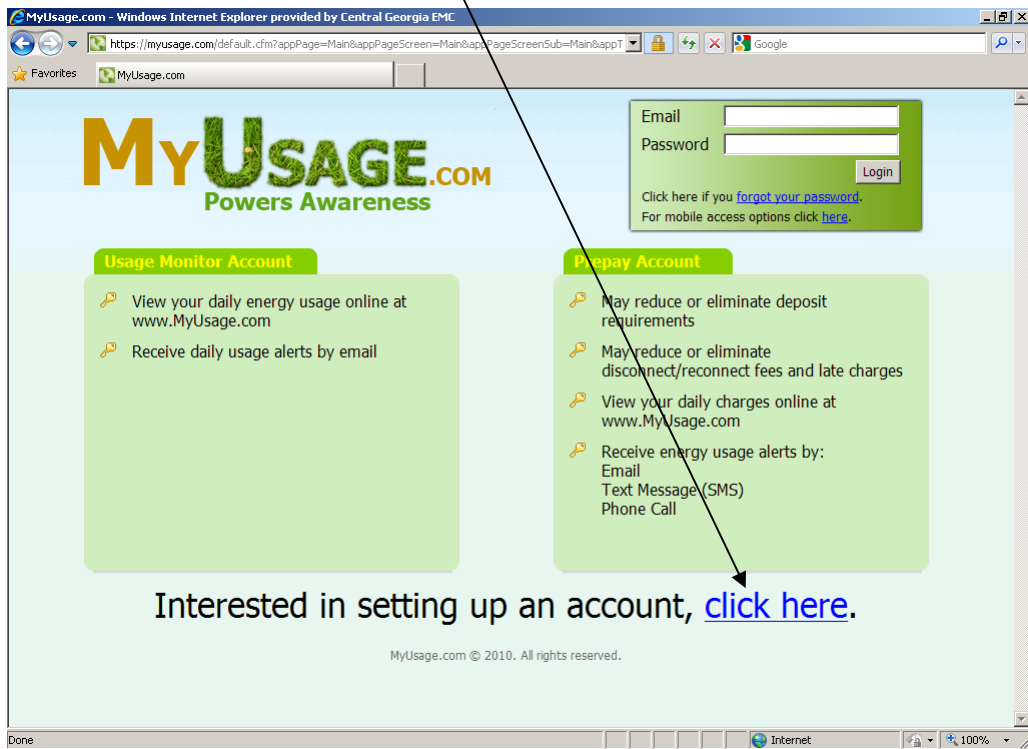 MyUsage.com - Windows Internet Explorer provided by Central Georgia EMC
https://myusage.com/default.cfm?appPage=Main&appPageScreen=Main&appPageScreenSub=Main&appT
Google
Favorites
MyUsage.com
MYUSAGE.COM
Powers Awareness
Email
Password
Login
Click here if you forgot your password.
For mobile access options click here.
Usage Monitor Account
View your daily energy usage online at
www.MyUsage.com
Receive daily usage alerts by email
Prepay Account
May reduce or eliminate deposit
requirements
May reduce or eliminate
disconnect/reconnect fees and late charges
View your daily charges online at
www.MyUsage.com
Receive energy usage alerts by:
Email
Text Message (SMS)
Phone Call
Interested in setting up an account, click here.
MyUsage.com © 2010. All rights reserved.
Done
Internet
100%